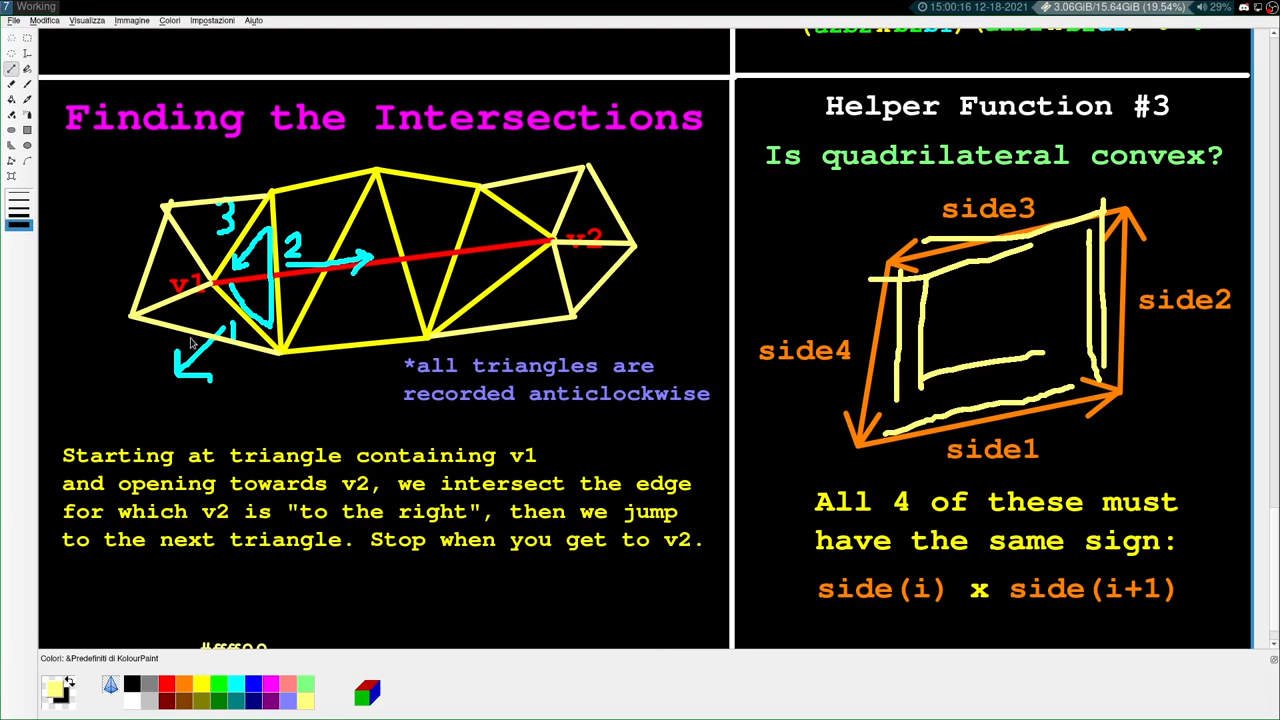 7 Working
15:00:16 12-18-2021 3.06GiB/15.64GiB (19.54%) 29%
File Modifica Visualizza Immagine Colori Impostazioni Aiuto
Finding the Intersections
3
2
v1
v2
1
*all triangles are
recorded anticlockwise
Starting at triangle containing v1
and opening towards v2, we intersect the edge
for which v2 is "to the right", then we jump
to the next triangle. Stop when you get to v2.
Helper Function #3
Is quadrilateral convex?
side3
side2
side4
side1
All 4 of these must
have the same sign:
side(i) x side(i+1)
Colori: &Predefiniti di KolourPaint